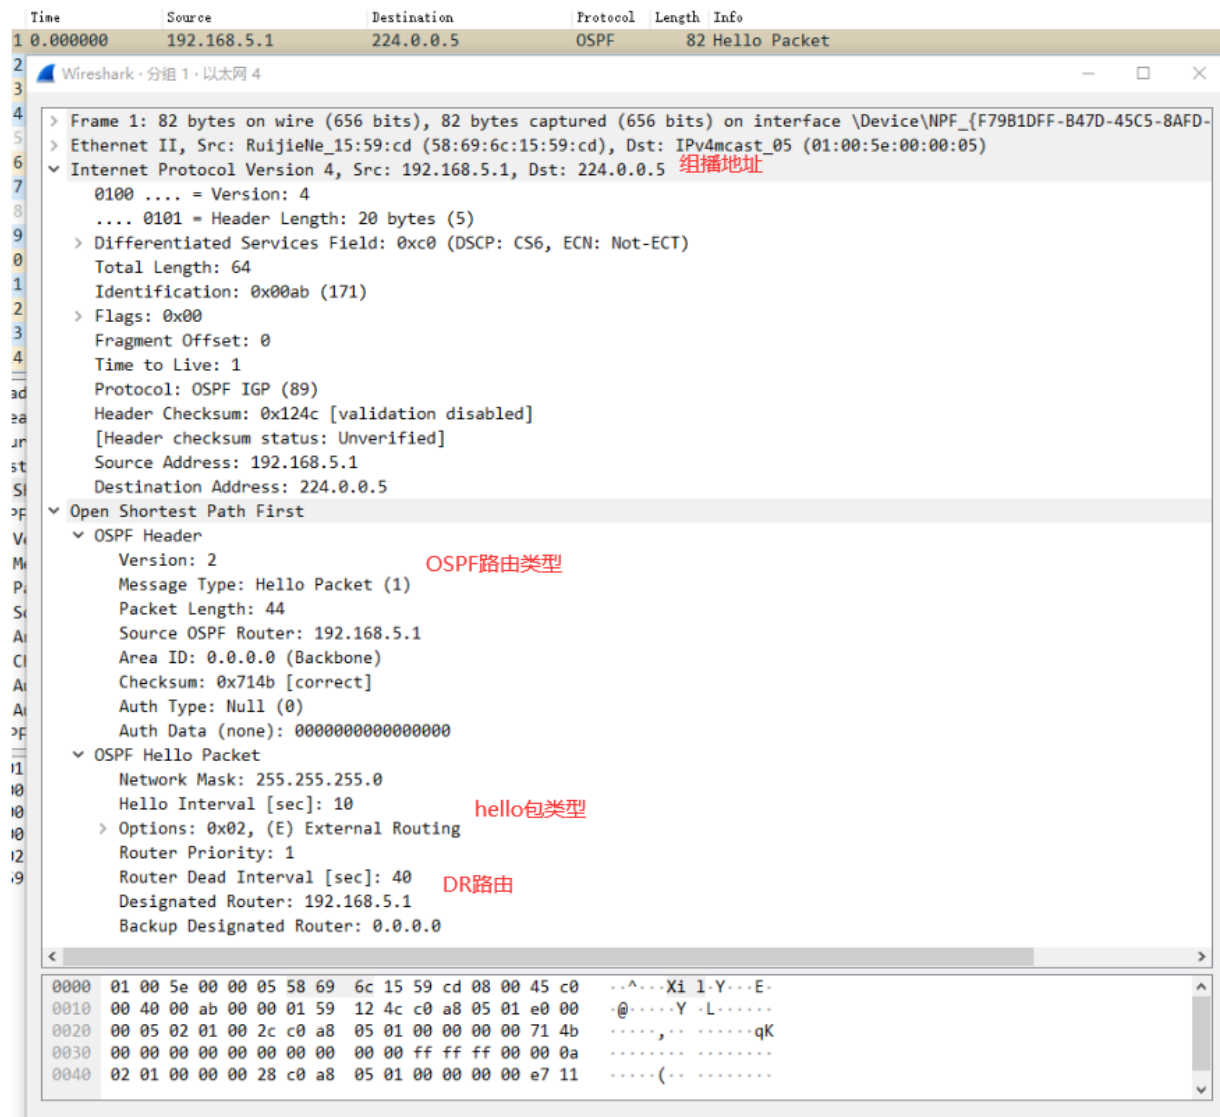 Time Source Destination Protocol Length Info
1 0.000000 192.168.5.1 224.0.0.5 OSPF 82 Hello Packet
2
Wireshark · 分组 1 · 以太网 4
3
4
5
6
7
8
9
0
1
2
3
4
Frame 1: 82 bytes on wire (656 bits), 82 bytes captured (656 bits) on interface \Device\NPF_{F79B1DFF-B47D-45C5-8AFD-
Ethernet II, Src: RuijieNe_15:59:cd (58:69:6c:15:59:cd), Dst: IPv4mcast_05 (01:00:5e:00:00:05)
Internet Protocol Version 4, Src: 192.168.5.1, Dst: 224.0.0.5 组播地址
0100 .... = Version: 4
.... 0101 = Header Length: 20 bytes (5)
Differentiated Services Field: 0xc0 (DSCP: CS6, ECN: Not-ECT)
Total Length: 64
Identification: 0x00ab (171)
Flags: 0x00
Fragment Offset: 0
Time to Live: 1
Protocol: OSPF IGP (89)
Header Checksum: 0x124c [validation disabled]
[Header checksum status: Unverified]
Source Address: 192.168.5.1
Destination Address: 224.0.0.5
Open Shortest Path First
OSPF Header
Version: 2
OSPF路由类型
Message Type: Hello Packet (1)
Packet Length: 44
Source OSPF Router: 192.168.5.1
Area ID: 0.0.0.0 (Backbone)
Checksum: 0x714b [correct]
Auth Type: Null (0)
Auth Data (none): 0000000000000000
OSPF Hello Packet
Network Mask: 255.255.255.0
Hello Interval [sec]: 10
hello包类型
Options: 0x02, (E) External Routing
Router Priority: 1
Router Dead Interval [sec]: 40
DR路由
Designated Router: 192.168.5.1
Backup Designated Router: 0.0.0.0
0000 01 00 5e 00 00 05 58 69 6c 15 59 cd 08 00 45 c0 ··^···Xi l·Y···E·
0010 00 40 00 ab 00 00 01 59 12 4c c0 a8 05 01 e0 00 ·@·····Y ·L······
0020 00 05 02 01 00 2c c0 a8 05 01 00 00 00 00 71 4b ·····,·· ······qK
0030 00 00 00 00 00 00 00 00 00 00 ff ff ff 00 00 0a ········ ········
0040 02 01 00 00 00 28 c0 a8 05 01 00 00 00 00 e7 11 ·····(·· ········